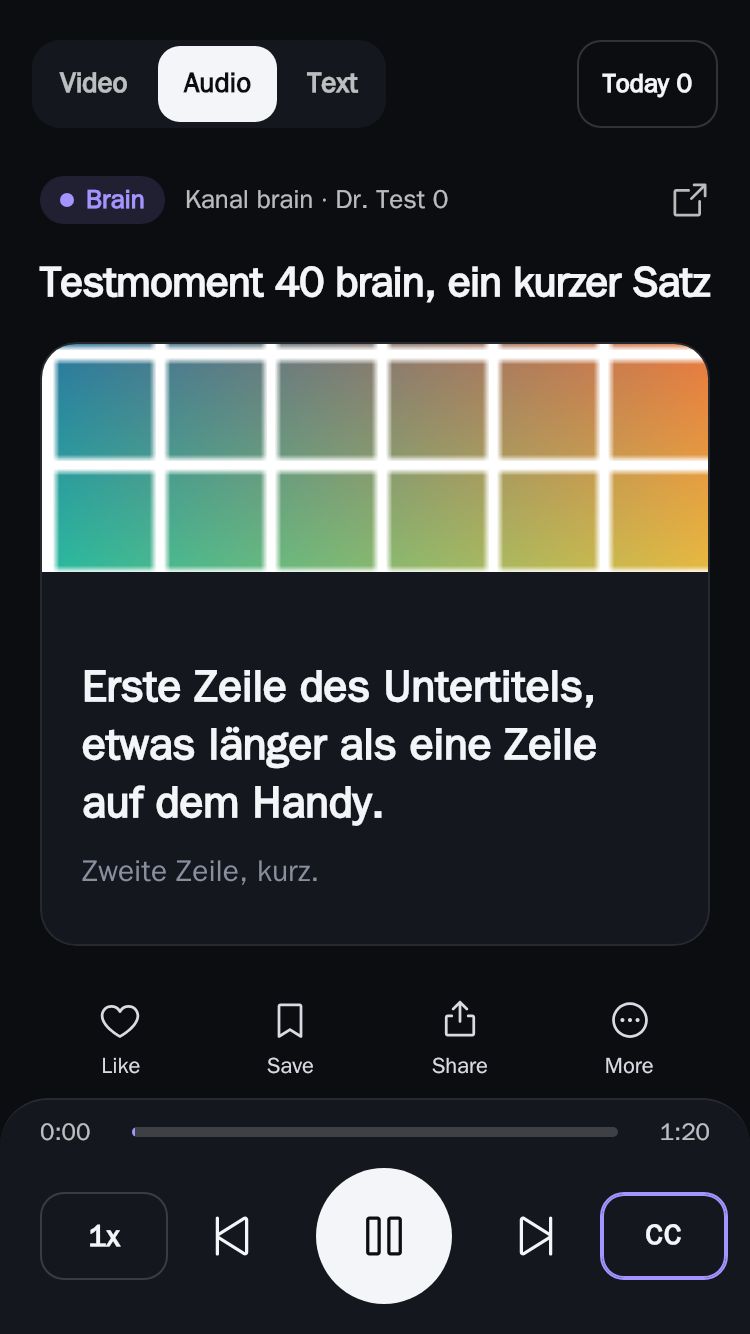 Video Audio Text Today 0
Brain Kanal brain · Dr. Test 0
Testmoment 40 brain, ein kurzer Satz
Erste Zeile des Untertitels,
etwas länger als eine Zeile
auf dem Handy.
Zweite Zeile, kurz.
Like Save Share More
0:00 1:20
1x CC